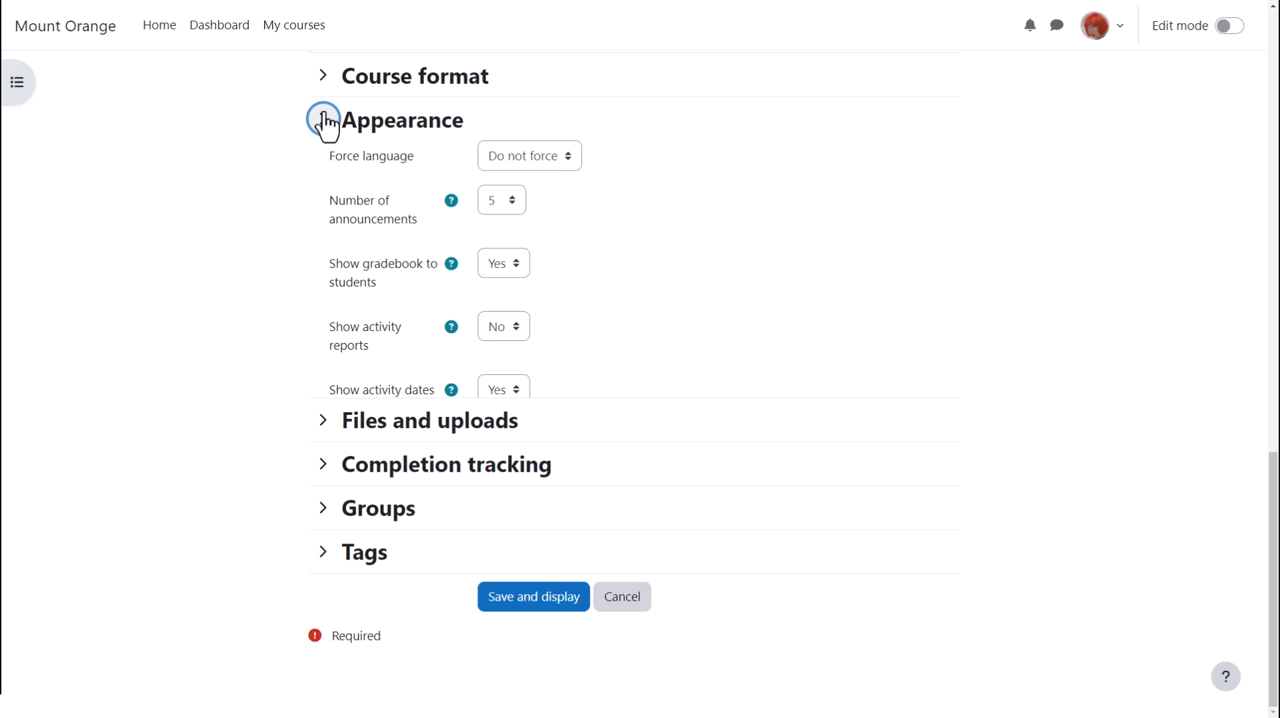 Mount Orange Home Dashboard My courses Edit mode
Course format
Appearance
Force language Do not force
Number of 5
announcements
Show gradebook to Yes
students
Show activity No
reports
Show activity dates Yes
Files and uploads
Completion tracking
Groups
Tags
Save and display Cancel
Required